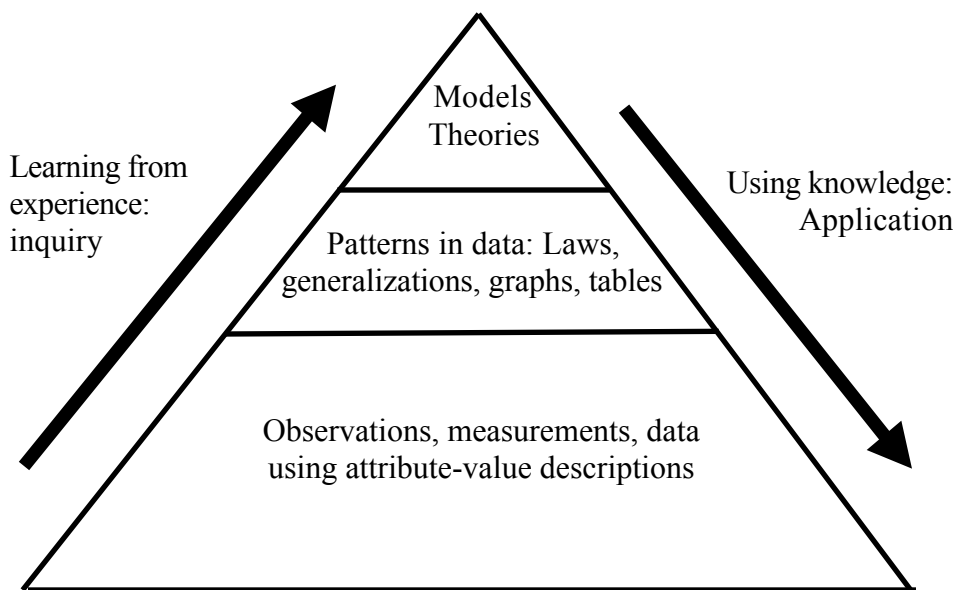 Models
Theories
Learning from
experience:
inquiry
Using knowledge:
Application
Patterns in data: Laws,
generalizations, graphs, tables
Observations, measurements, data
using attribute-value descriptions